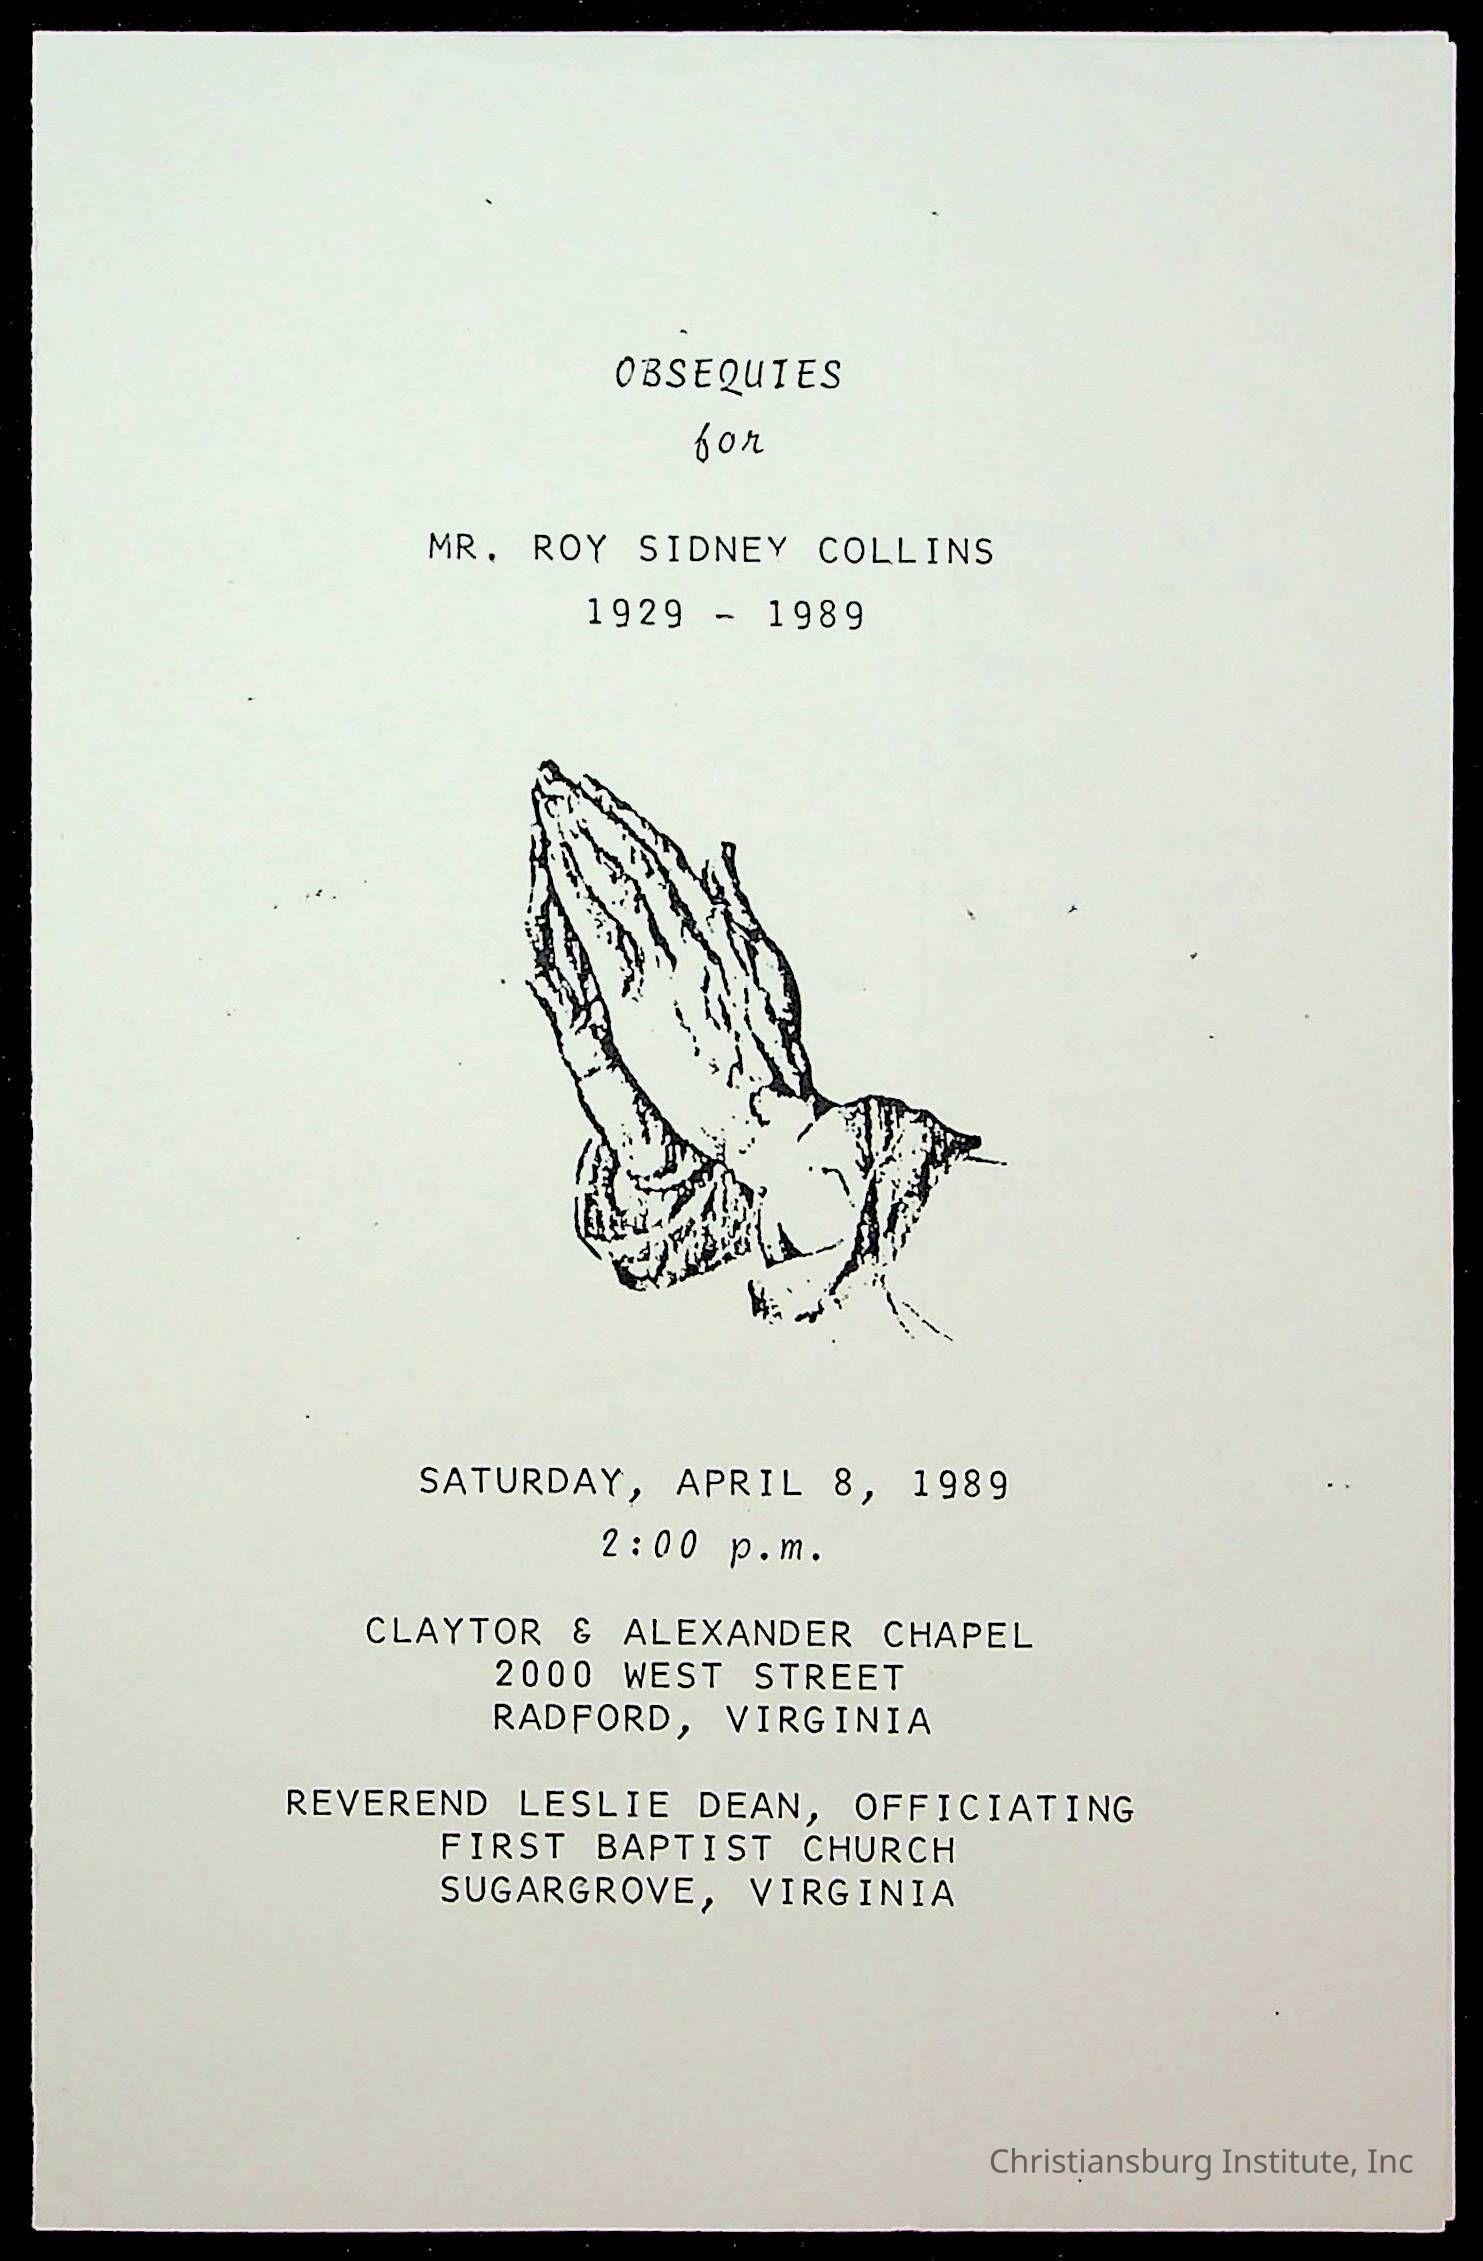 OBSEQUIES
for
MR. ROY SIDNEY COLLINS
1929 - 1989
SATURDAY, APRIL 8, 1989
2:00 p.m.
CLAYTOR & ALEXANDER CHAPEL
2000 WEST STREET
RADFORD, VIRGINIA
REVEREND LESLIE DEAN, OFFICIATING
FIRST BAPTIST CHURCH
SUGARGROVE, VIRGINIA
Christiansburg Institute, Inc